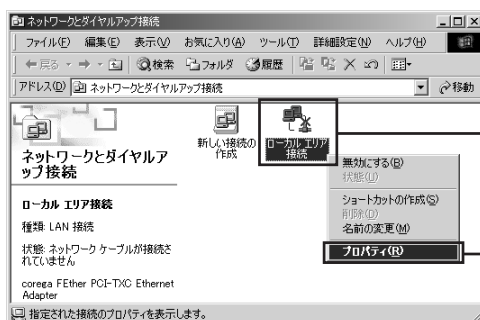 ネットワークとダイヤルアップ接続
ファイル(F) 編集(E) 表示(V) お気に入り(A) ツール(T) 詳細設定(N) ヘルプ(H)
戻る 検索 フォルダ 履歴
アドレス(D) ネットワークとダイヤルアップ接続 移動
ネットワークとダイヤルア
ップ接続
ローカル エリア接続
種類: LAN 接続
状態: ネットワーク ケーブルが接続さ
れていません
corega FEther PCI-TXC Ethernet
Adapter
新しい接続の
作成
ローカル エリア
接続
無効にする(B)
状態(U)
ショートカットの作成(S)
削除(D)
名前の変更(M)
プロパティ(R)
指定された接続のプロパティを表示します。